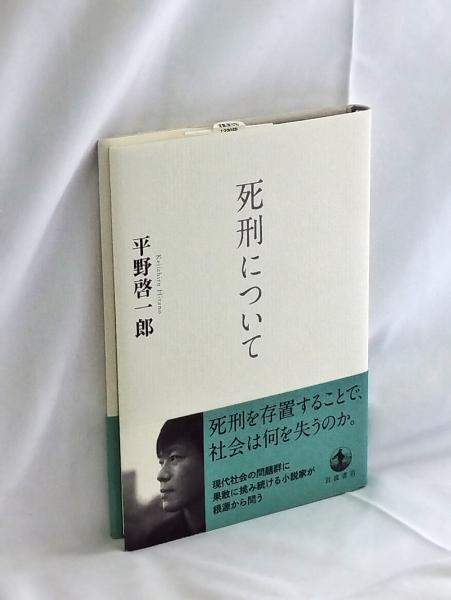 死刑について
平野啓一郎
Keiichiro Hirano
死刑を存置することで、
社会は何を失うのか。
現代社会の問題群に
果敢に挑み続ける小説家が
根源から問う
岩波書店